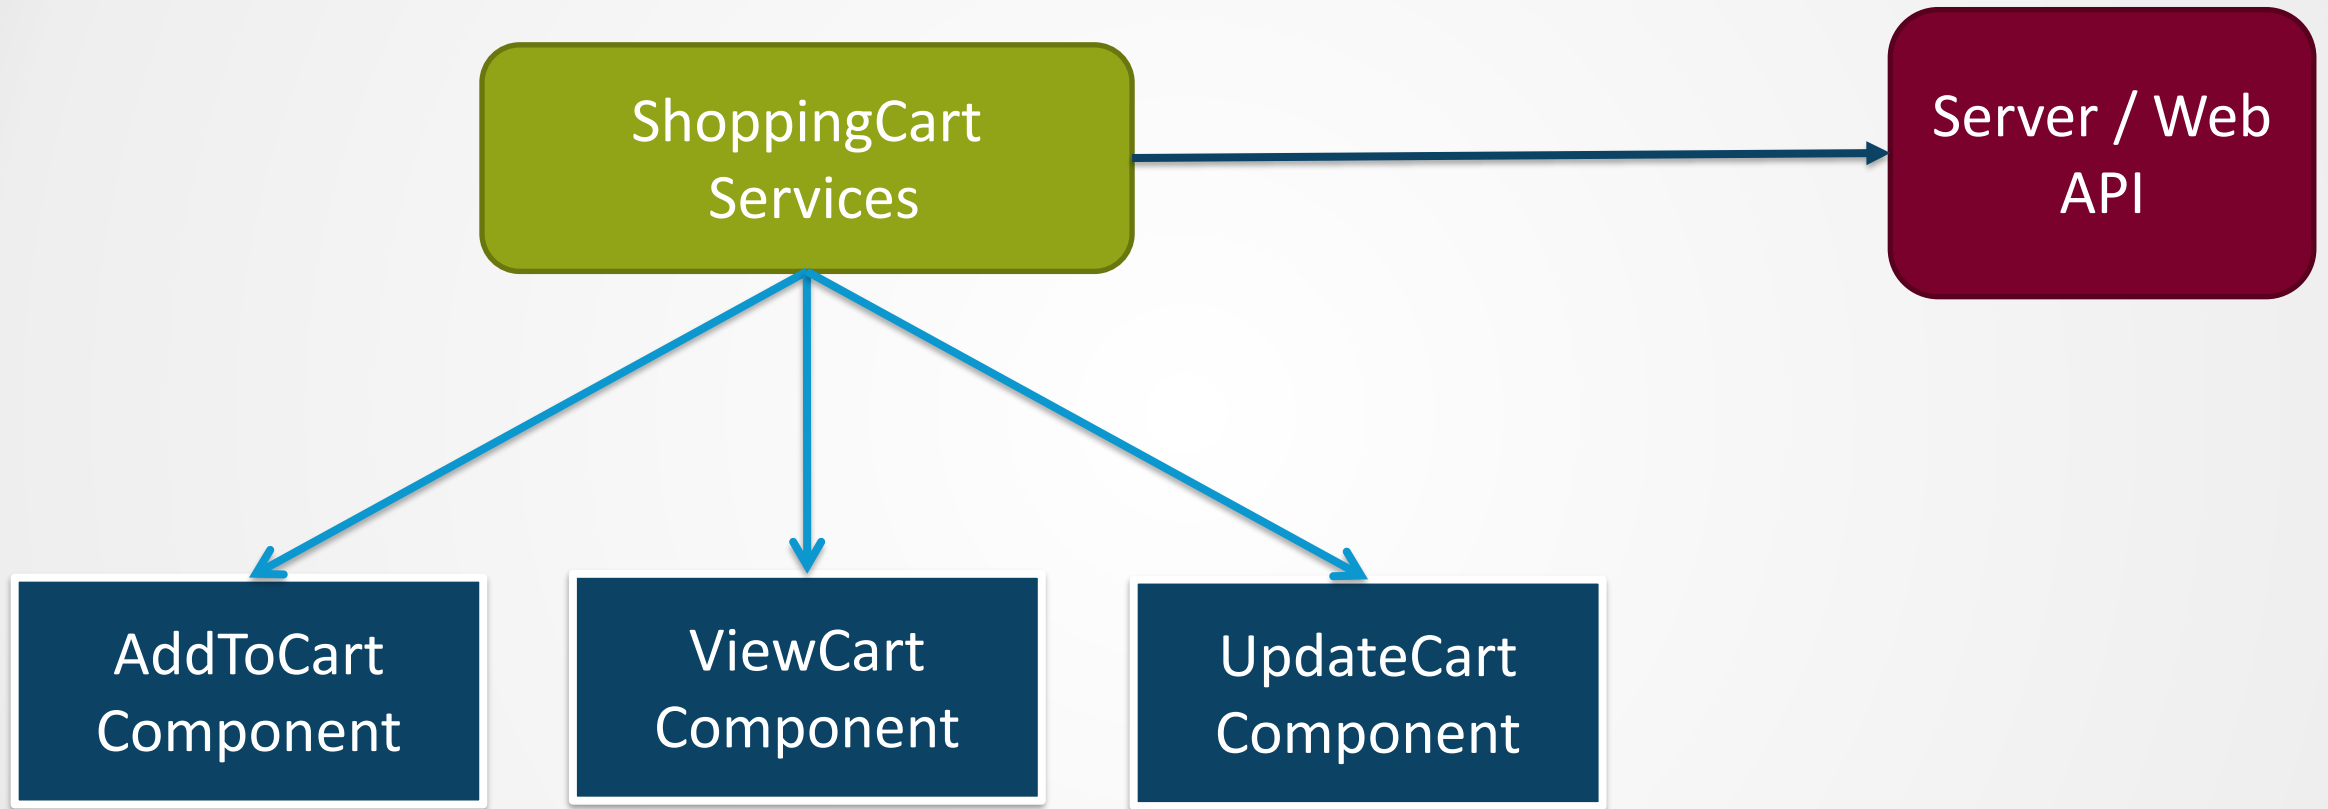 ShoppingCart
Services
Server / Web
API
AddToCart
Component
ViewCart
Component
UpdateCart
Component